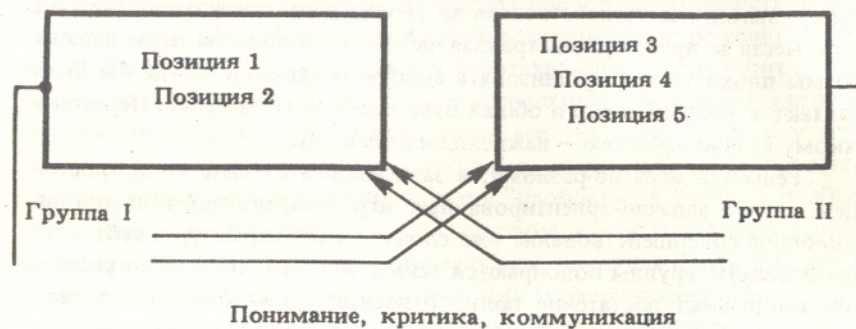 Позиция 1
Позиция 2
Позиция 3
Позиция 4
Позиция 5.
Группа I
Группа II
Понимание, критика, коммуникация